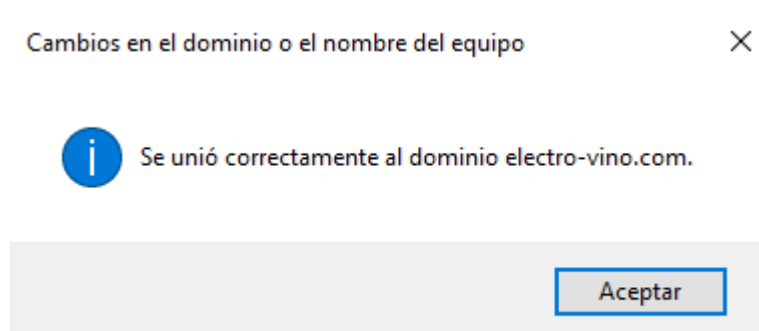 Cambios en el dominio o el nombre del equipo
Se unió correctamente al dominio electro-vino.com.
Aceptar